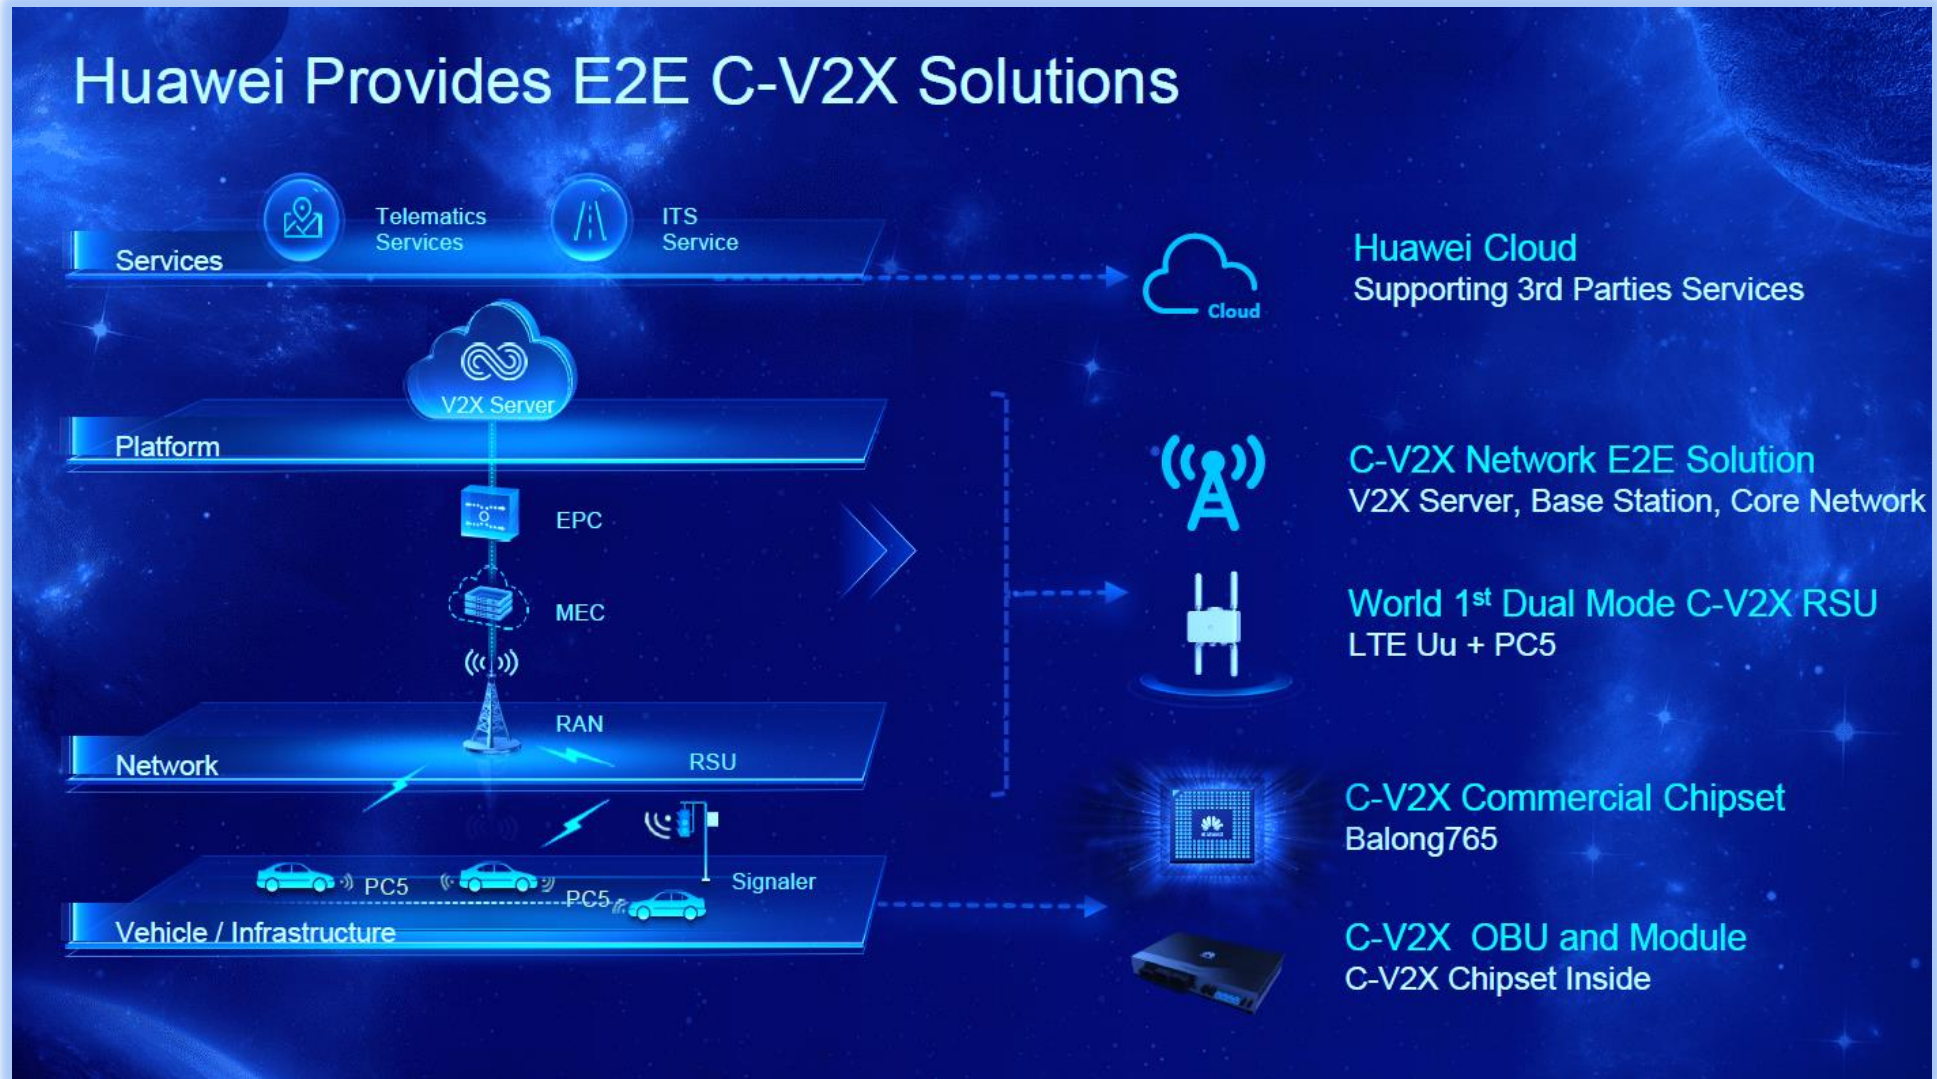 Huawei Provides E2E C-V2X Solutions
Telematics
Services
ITS
Service
Services
V2X Server
Platform
EPC
MEC
RAN
RSU
Network
PC5
PC5
Signaler
Vehicle / Infrastructure
Cloud
Huawei Cloud
Supporting 3rd Parties Services
C-V2X Network E2E Solution
V2X Server, Base Station, Core Network
World 1st Dual Mode C-V2X RSU
LTE Uu + PC5
C-V2X Commercial Chipset
Balong765
C-V2X OBU and Module
C-V2X Chipset Inside